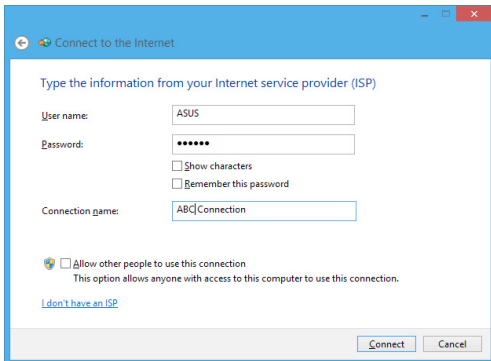 Connect to the Internet
Type the information from your Internet service provider (ISP)
User name: ASUS
Password: ••••••
Show characters
Remember this password
Connection name: ABC Connection
Allow other people to use this connection
This option allows anyone with access to this computer to use this connection.
I don't have an ISP
Connect Cancel